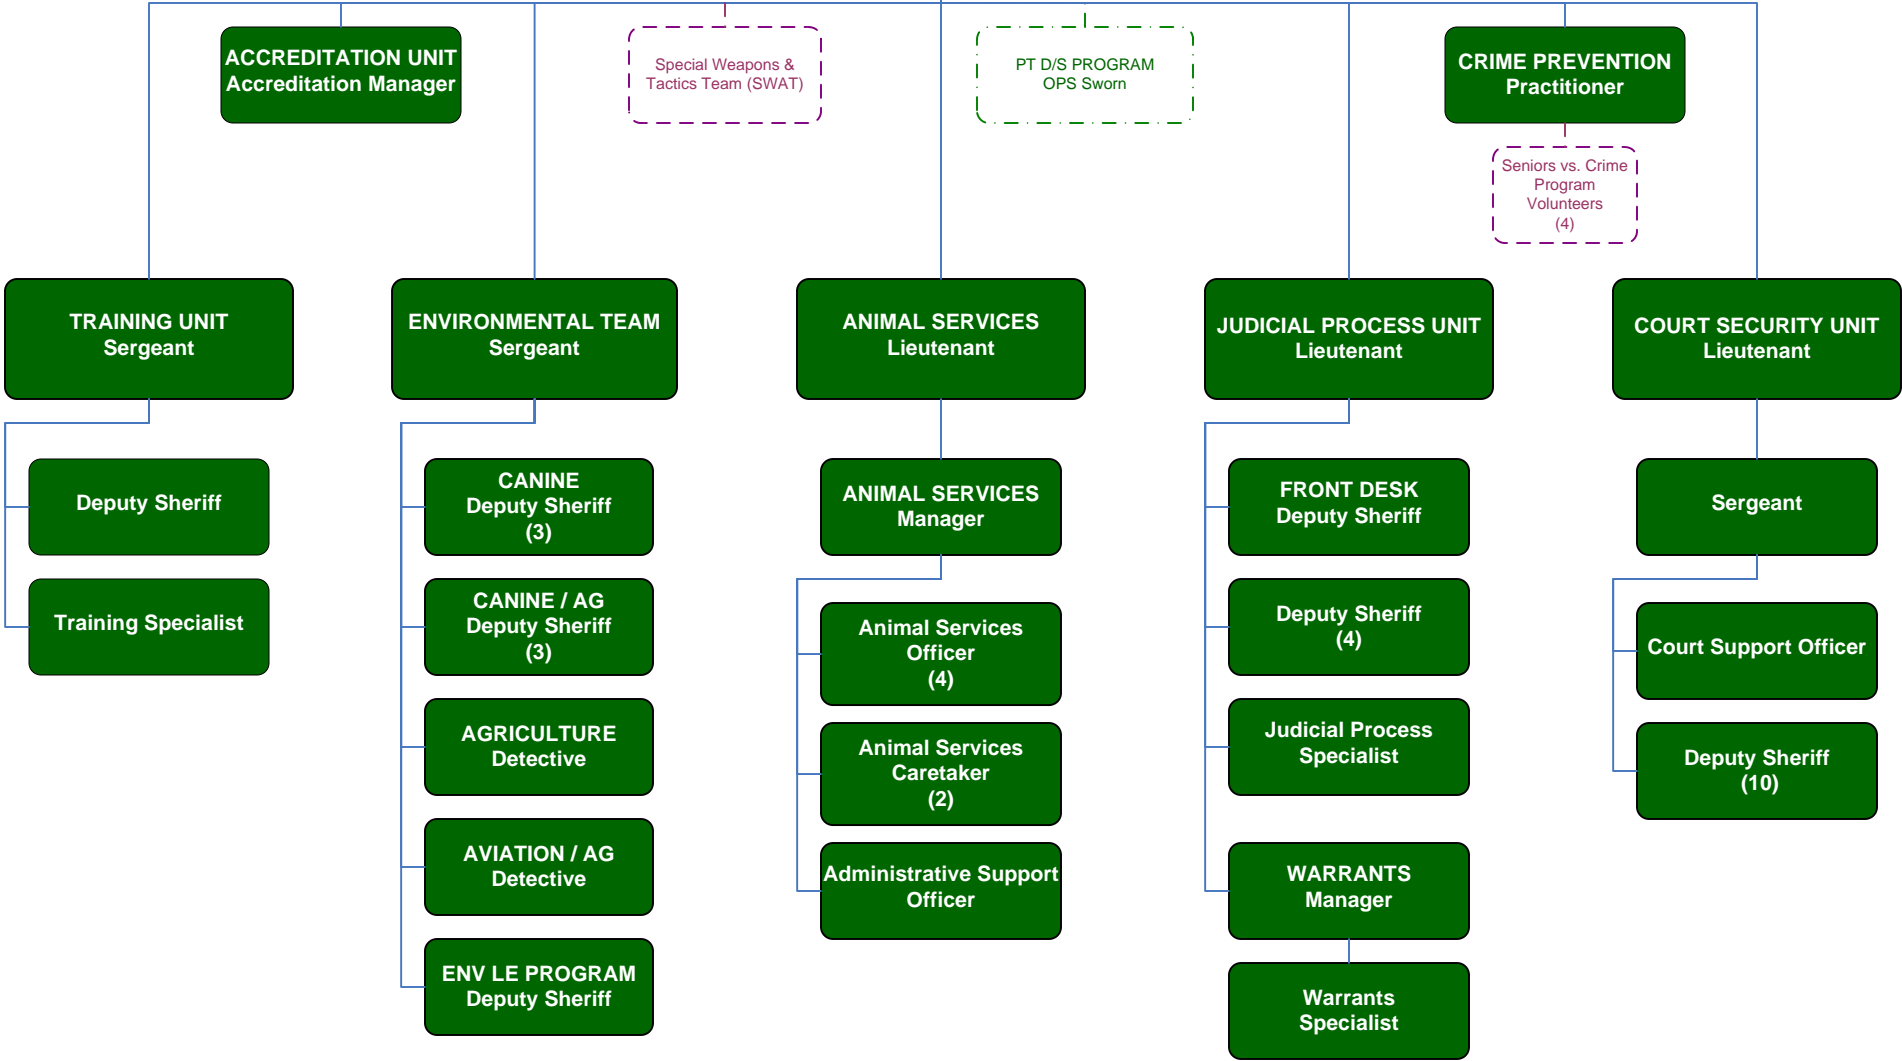 ACCREDITATION UNIT
Accreditation Manager
Special Weapons &
Tactics Team (SWAT)
PT D/S PROGRAM
OPS Sworn
CRIME PREVENTION
Practitioner
Seniors vs. Crime
Program
Volunteers
(4)
TRAINING UNIT
Sergeant
Deputy Sheriff
Training Specialist
ENVIRONMENTAL TEAM
Sergeant
CANINE
Deputy Sheriff
(3)
CANINE / AG
Deputy Sheriff
(3)
AGRICULTURE
Detective
AVIATION / AG
Detective
ENV LE PROGRAM
Deputy Sheriff
ANIMAL SERVICES
Lieutenant
ANIMAL SERVICES
Manager
Animal Services
Officer
(4)
Animal Services
Caretaker
(2)
Administrative Support
Officer
JUDICIAL PROCESS UNIT
Lieutenant
FRONT DESK
Deputy Sheriff
Deputy Sheriff
(4)
Judicial Process
Specialist
WARRANTS
Manager
Warrants
Specialist
COURT SECURITY UNIT
Lieutenant
Sergeant
Court Support Officer
Deputy Sheriff
(10)